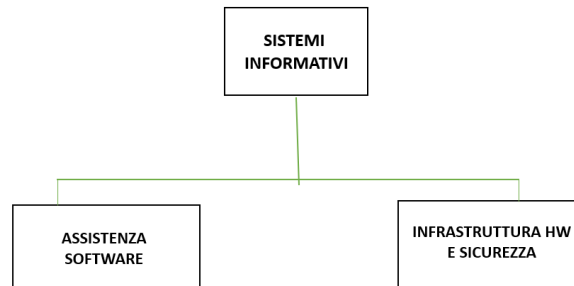 SISTEMI
INFORMATIVI
ASSISTENZA
SOFTWARE
INFRASTRUTTURA HW
E SICUREZZA